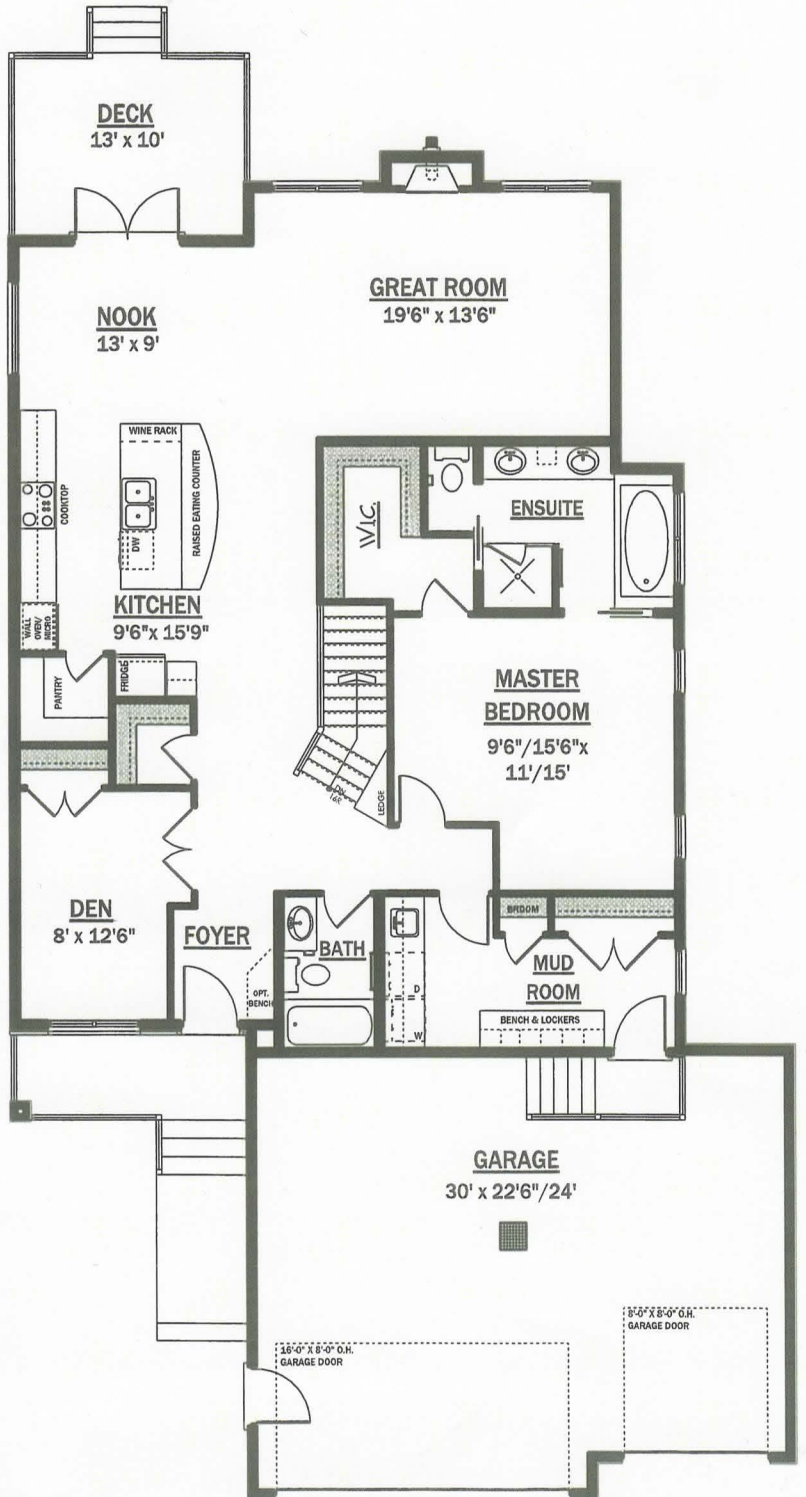 DECK
13' x 10'
GREAT ROOM
19'6" x 13'6"
NOOK
13' x 9'
WINE RACK
RAISED EATING COUNTER
COOKTOP
DW
KITCHEN
9'6"x 15'9"
WALL
OVEN/
MICRO
PANTRY
FRIDGE
W.I.C.
ENSUITE
MASTER
BEDROOM
9'6"/15'6"x
11'/15'
DN
16R
LEDGE
DEN
8' x 12'6"
FOYER
OPT.
BENCH
BATH
D
W
BROOM
MUD
ROOM
BENCH & LOCKERS
GARAGE
30' x 22'6"/24'
8'-0" X 8'-0" O.H.
GARAGE DOOR
16'-0" X 8'-0" O.H.
GARAGE DOOR